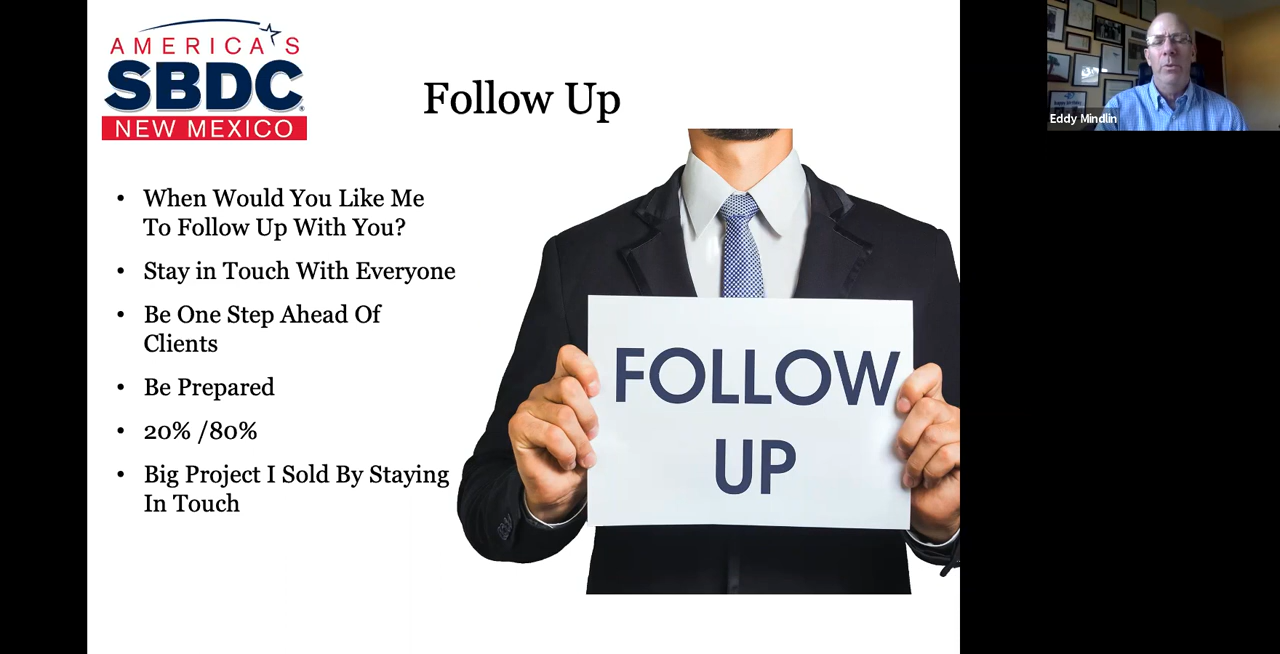 AMERICA'S
SBDC
NEW MEXICO
Follow Up
Eddy Mindlin
• When Would You Like Me
To Follow Up With You?
• Stay in Touch With Everyone
• Be One Step Ahead Of
Clients
• Be Prepared
• 20% /80%
• Big Project I Sold By Staying
In Touch
FOLLOW
UP